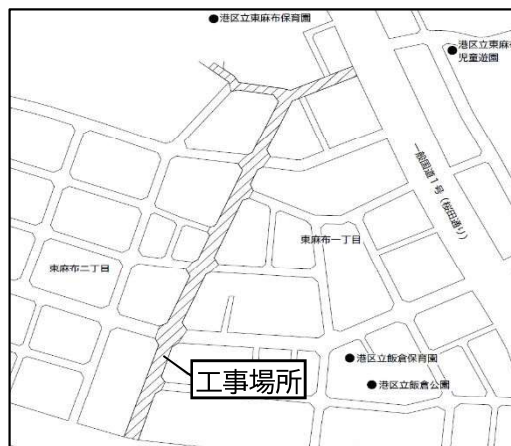 港区立東麻布保育園
港区立東麻布
児童遊園
一般国道1号(桜田通り)
東麻布一丁目
東麻布二丁目
港区立飯倉保育園
工事場所
港区立飯倉公園